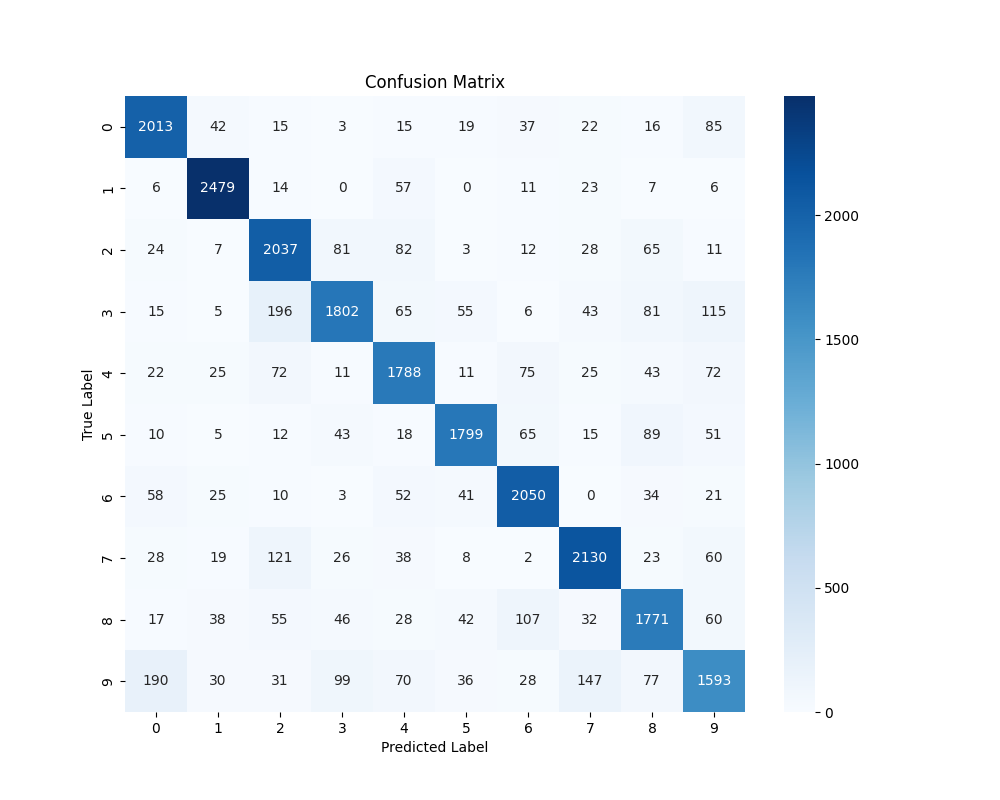 Confusion Matrix
0 2013 42 15 3 15 19 37 22 16 85
1 6 2479 14 0 57 0 11 23 7 6
2 24 7 2037 81 82 3 12 28 65 11
3 15 5 196 1802 65 55 6 43 81 115
4 22 25 72 11 1788 11 75 25 43 72
5 10 5 12 43 18 1799 65 15 89 51
6 58 25 10 3 52 41 2050 0 34 21
7 28 19 121 26 38 8 2 2130 23 60
8 17 38 55 46 28 42 107 32 1771 60
9 190 30 31 99 70 36 28 147 77 1593
0 1 2 3 4 5 6 7 8 9
Predicted Label
True Label
2000
1500
1000
500
0